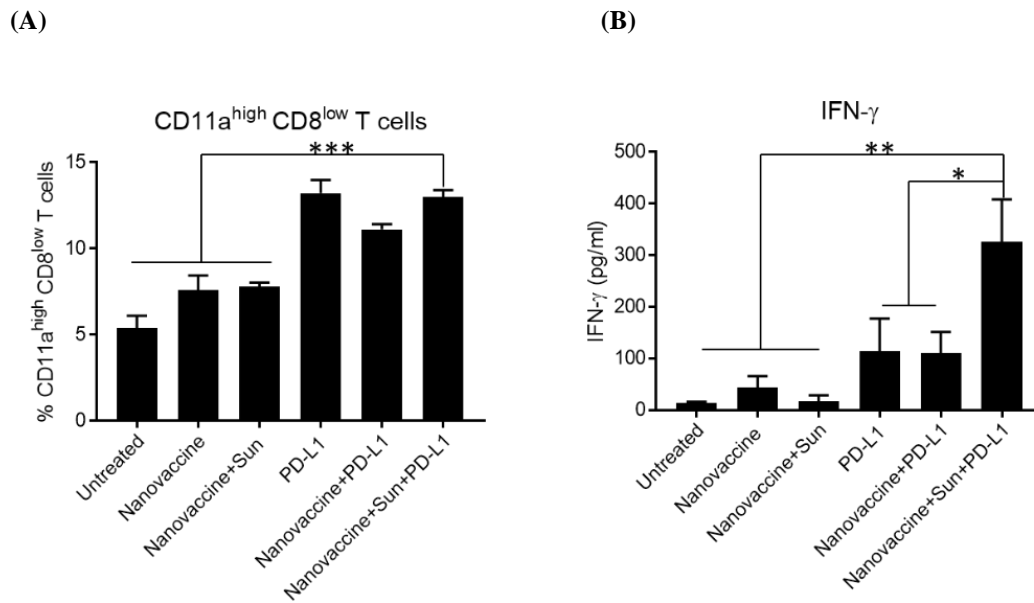 (A)
CD11a^high CD8^low T cells
% CD11a^high CD8^low T cells
15
10
5
0
***
Untreated
Nanovaccine
Nanovaccine+Sun
PD-L1
Nanovaccine+PD-L1
Nanovaccine+Sun+PD-L1
(B)
IFN-γ
IFN-γ (pg/ml)
500
400
300
200
100
0
**
*
Untreated
Nanovaccine
Nanovaccine+Sun
PD-L1
Nanovaccine+PD-L1
Nanovaccine+Sun+PD-L1